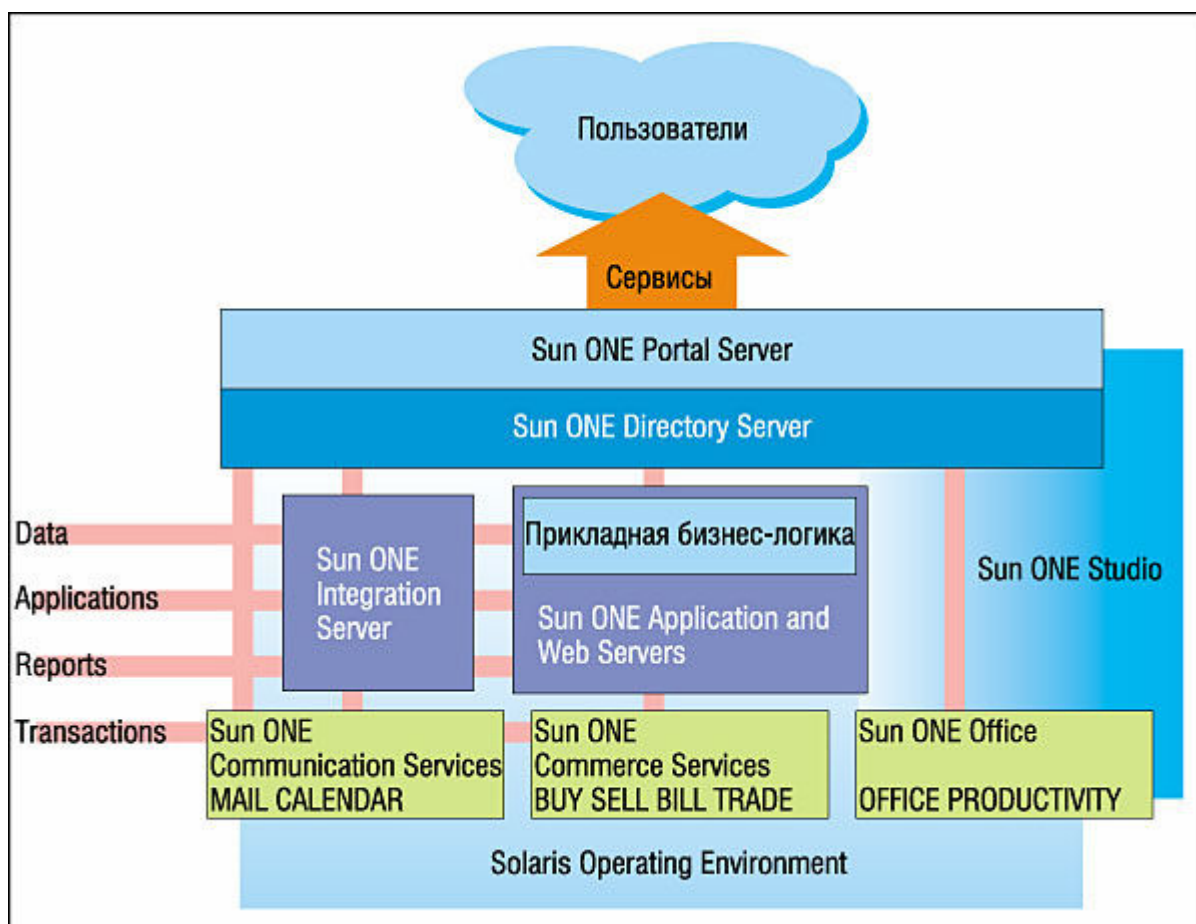 Пользователи
Сервисы
Sun ONE Portal Server
Sun ONE Directory Server
Data
Applications
Reports
Transactions
Sun ONE
Integration
Server
Прикладная бизнес-логика
Sun ONE Application and
Web Servers
Sun ONE Studio
Sun ONE
Communication Services
MAIL CALENDAR
Sun ONE
Commerce Services
BUY SELL BILL TRADE
Sun ONE Office
OFFICE PRODUCTIVITY
Solaris Operating Environment